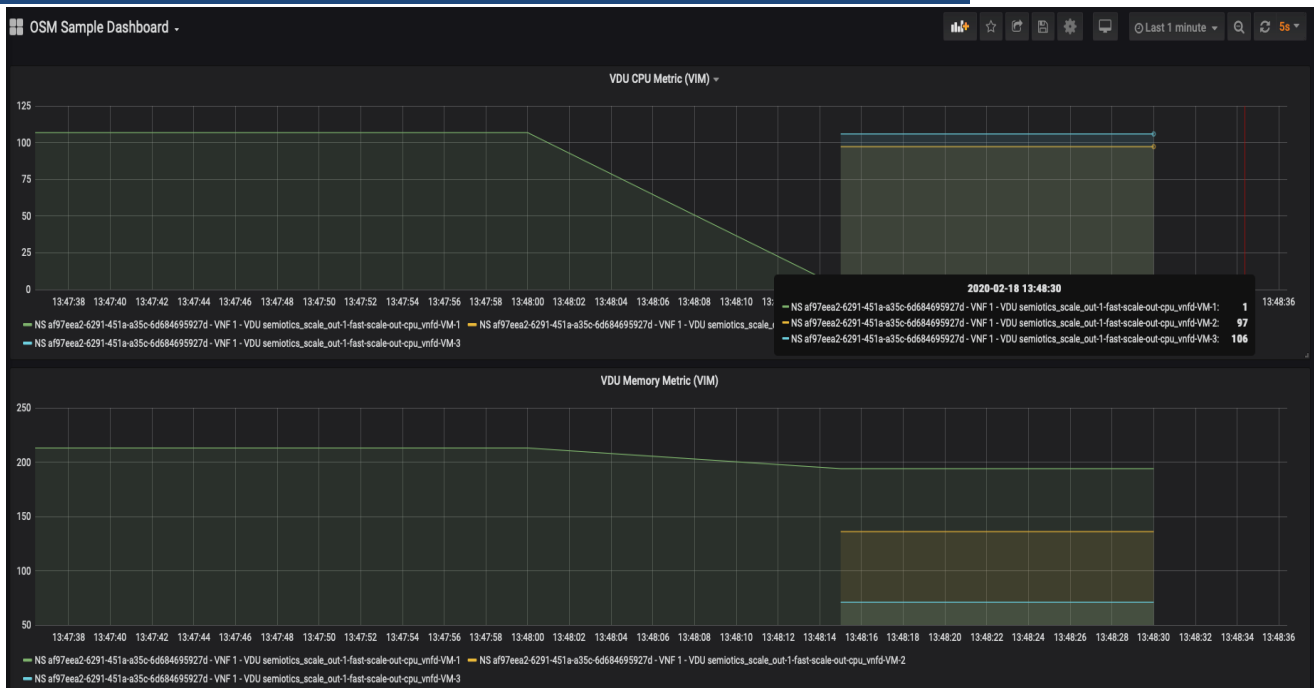 OSM Sample Dashboard
Last 1 minute
5s
VDU CPU Metric (VIM)
125
100
75
50
25
0
13:47:38 13:47:40 13:47:42 13:47:44 13:47:46 13:47:48 13:47:50 13:47:52 13:47:54 13:47:56 13:47:58 13:48:00 13:48:02 13:48:04 13:48:06 13:48:08 13:48:10 13: 13:48:36
2020-02-18 13:48:30
NS af97eea2-6291-451a-a35c-6d684695927d - VNF 1 - VDU semiotics_scale_out-1-fast-scale-out-cpu_vnfd-VM-1: 1
NS af97eea2-6291-451a-a35c-6d684695927d - VNF 1 - VDU semiotics_scale_out-1-fast-scale-out-cpu_vnfd-VM-2: 97
NS af97eea2-6291-451a-a35c-6d684695927d - VNF 1 - VDU semiotics_scale_out-1-fast-scale-out-cpu_vnfd-VM-3: 106
NS af97eea2-6291-451a-a35c-6d684695927d - VNF 1 - VDU semiotics_scale_out-1-fast-scale-out-cpu_vnfd-VM-1 NS af97eea2-6291-451a-a35c-6d684695927d - VNF 1 - VDU semiotics_scale_
NS af97eea2-6291-451a-a35c-6d684695927d - VNF 1 - VDU semiotics_scale_out-1-fast-scale-out-cpu_vnfd-VM-3
VDU Memory Metric (VIM)
250
200
150
100
50
13:47:38 13:47:40 13:47:42 13:47:44 13:47:46 13:47:48 13:47:50 13:47:52 13:47:54 13:47:56 13:47:58 13:48:00 13:48:02 13:48:04 13:48:06 13:48:08 13:48:10 13:48:12 13:48:14 13:48:16 13:48:18 13:48:20 13:48:22 13:48:24 13:48:26 13:48:28 13:48:30 13:48:32 13:48:34 13:48:36
NS af97eea2-6291-451a-a35c-6d684695927d - VNF 1 - VDU semiotics_scale_out-1-fast-scale-out-cpu_vnfd-VM-1 NS af97eea2-6291-451a-a35c-6d684695927d - VNF 1 - VDU semiotics_scale_out-1-fast-scale-out-cpu_vnfd-VM-2
NS af97eea2-6291-451a-a35c-6d684695927d - VNF 1 - VDU semiotics_scale_out-1-fast-scale-out-cpu_vnfd-VM-3